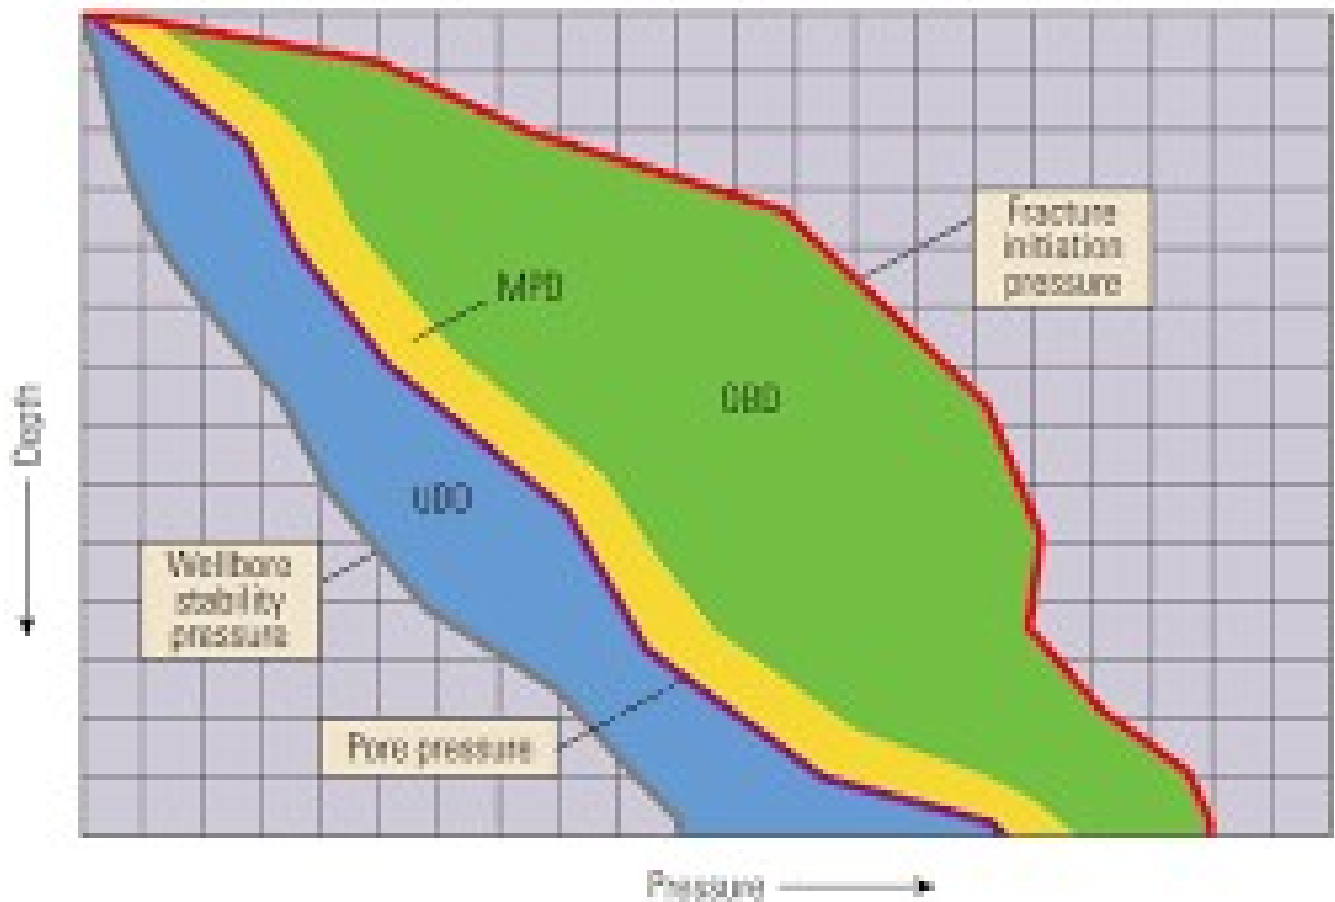 Fracture
initiation
pressure
MPD
OBD
Depth
UBD
Wellbore
stability
pressure
Pore pressure
Pressure